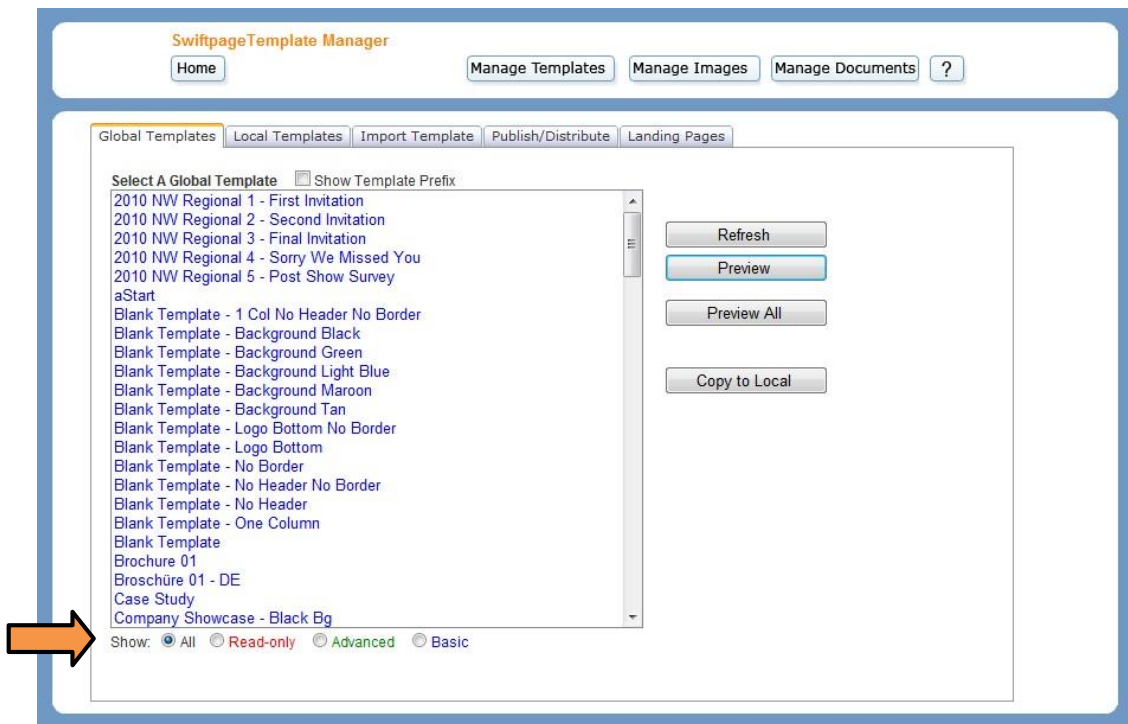 SwiftpageTemplate Manager
Home Manage Templates Manage Images Manage Documents ?
Global Templates Local Templates Import Template Publish/Distribute Landing Pages
Select A Global Template Show Template Prefix
2010 NW Regional 1 - First Invitation
2010 NW Regional 2 - Second Invitation
2010 NW Regional 3 - Final Invitation
2010 NW Regional 4 - Sorry We Missed You
2010 NW Regional 5 - Post Show Survey
aStart
Blank Template - 1 Col No Header No Border
Blank Template - Background Black
Blank Template - Background Green
Blank Template - Background Light Blue
Blank Template - Background Maroon
Blank Template - Background Tan
Blank Template - Logo Bottom No Border
Blank Template - Logo Bottom
Blank Template - No Border
Blank Template - No Header No Border
Blank Template - No Header
Blank Template - One Column
Blank Template
Brochure 01
Broschüre 01 - DE
Case Study
Company Showcase - Black Bg
Refresh
Preview
Preview All
Copy to Local
Show: All Read-only Advanced Basic